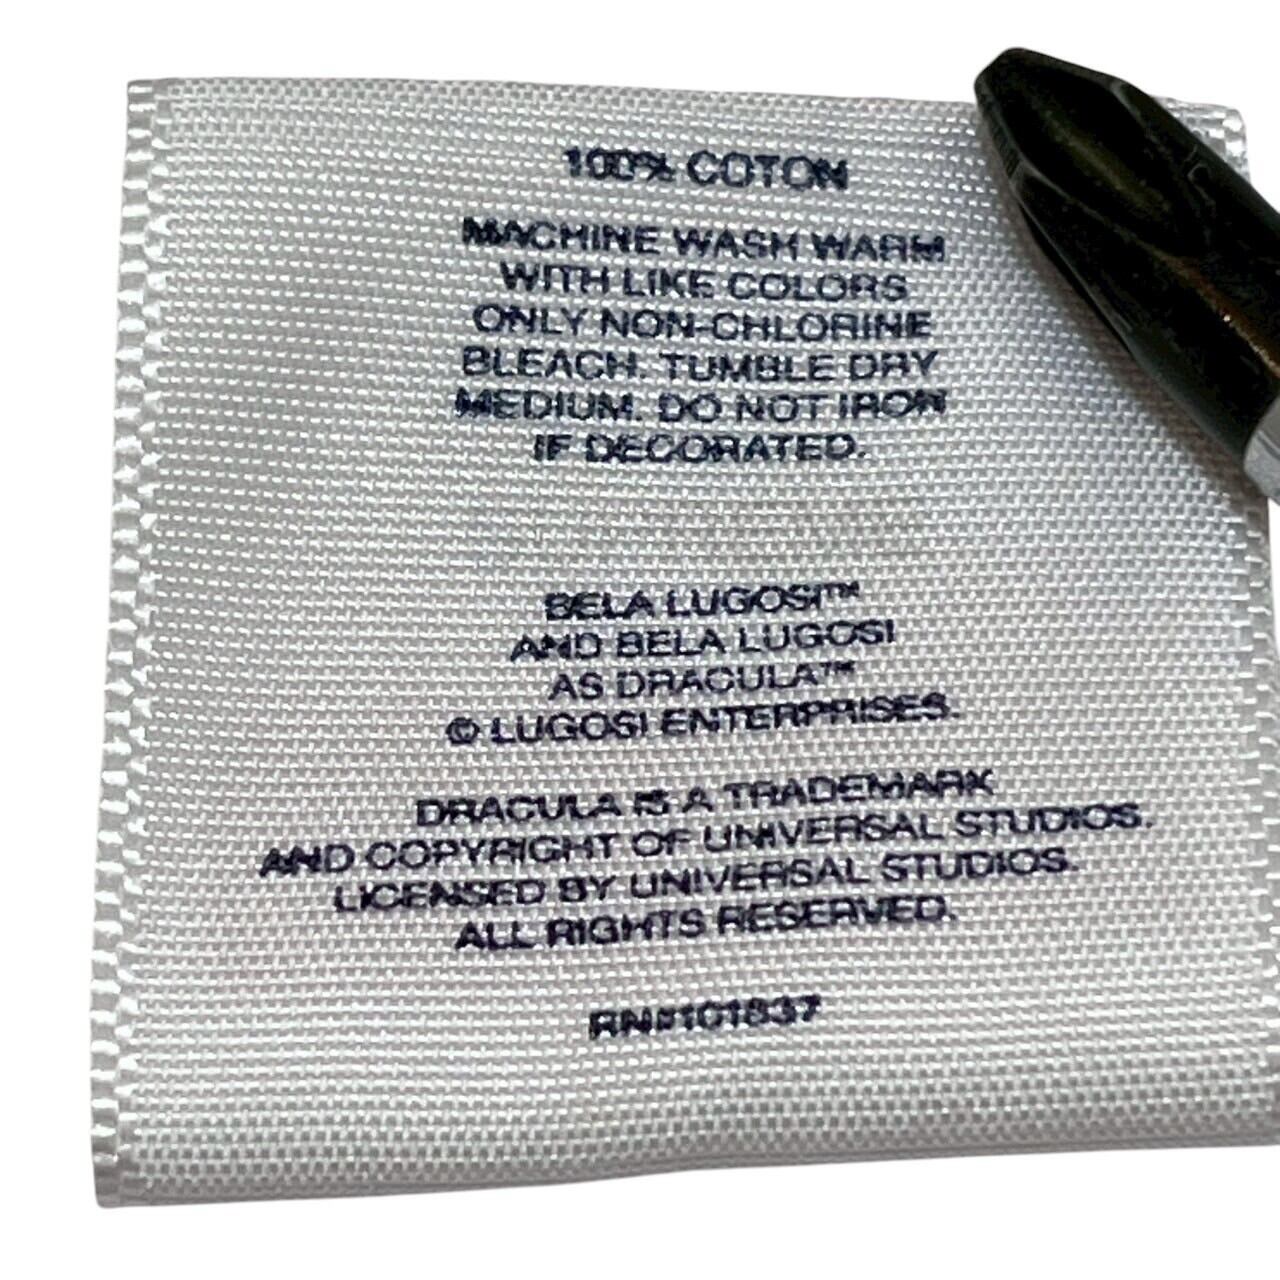 100% COTON
MACHINE WASH WARM
WITH LIKE COLORS
ONLY NON-CHLORINE
BLEACH. TUMBLE DRY
MEDIUM. DO NOT IRON
IF DECORATED.
BELA LUGOSI™
AND BELA LUGOSI
AS DRACULA™
© LUGOSI ENTERPRISES.
DRACULA IS A TRADEMARK
AND COPYRIGHT OF UNIVERSAL STUDIOS.
LICENSED BY UNIVERSAL STUDIOS.
ALL RIGHTS RESERVED.
RN#101837